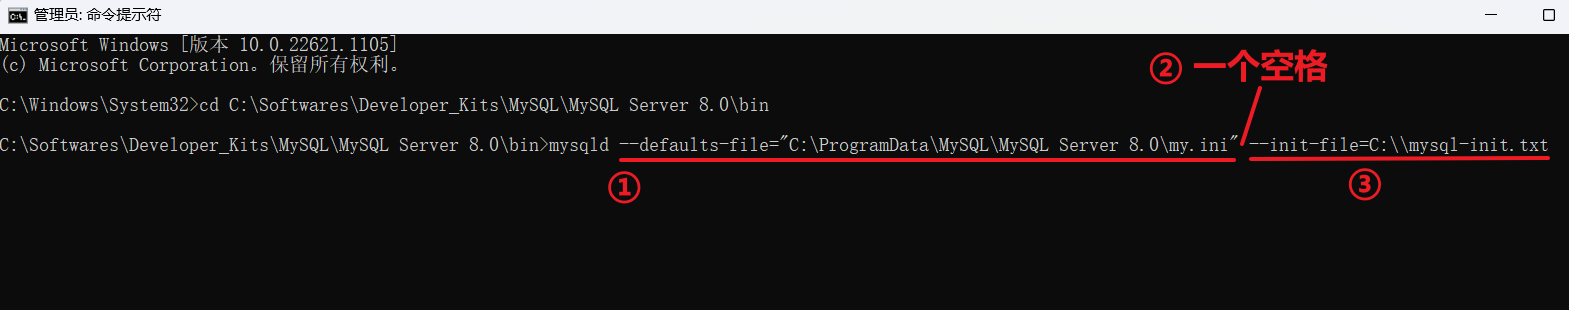 管理员: 命令提示符
Microsoft Windows [版本 10.0.22621.1105]
(c) Microsoft Corporation。保留所有权利。
② 一个空格
C:\Windows\System32>cd C:\Softwares\Developer_Kits\MySQL\MySQL Server 8.0\bin
C:\Softwares\Developer_Kits\MySQL\MySQL Server 8.0\bin>mysqld --defaults-file="C:\ProgramData\MySQL\MySQL Server 8.0\my.ini" --init-file=C:\\mysql-init.txt
① ③